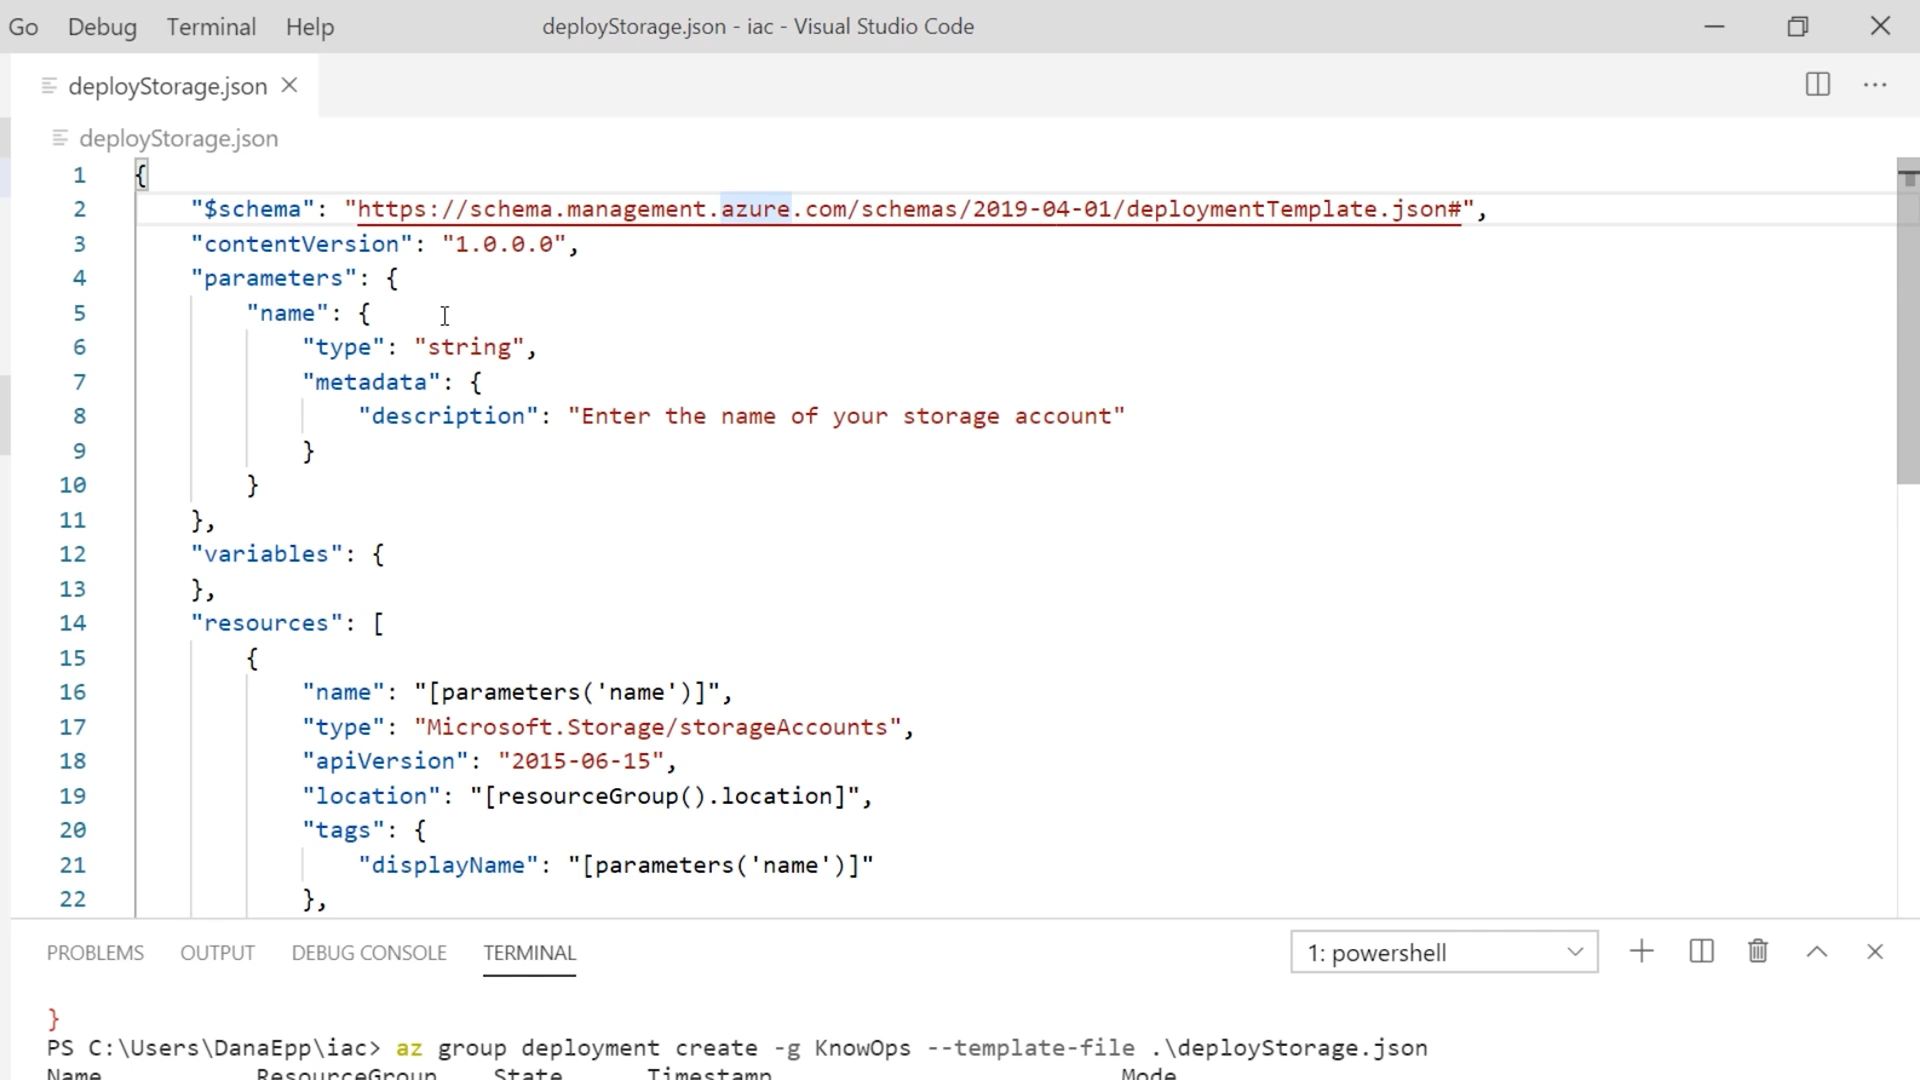 Go Debug Terminal Help deployStorage.json - iac - Visual Studio Code
deployStorage.json
deployStorage.json
1 {
2 "$schema": "https://schema.management.azure.com/schemas/2019-04-01/deploymentTemplate.json#",
3 "contentVersion": "1.0.0.0",
4 "parameters": {
5 "name": {
6 "type": "string",
7 "metadata": {
8 "description": "Enter the name of your storage account"
9 }
10 }
11 },
12 "variables": {
13 },
14 "resources": [
15 {
16 "name": "[parameters('name')]",
17 "type": "Microsoft.Storage/storageAccounts",
18 "apiVersion": "2015-06-15",
19 "location": "[resourceGroup().location]",
20 "tags": {
21 "displayName": "[parameters('name')]"
22 },
PROBLEMS OUTPUT DEBUG CONSOLE TERMINAL 1: powershell
}
PS C:\Users\DanaEpp\iac> az group deployment create -g KnowOps --template-file .\deployStorage.json
Name ResourceGroup State Timestamp Mode